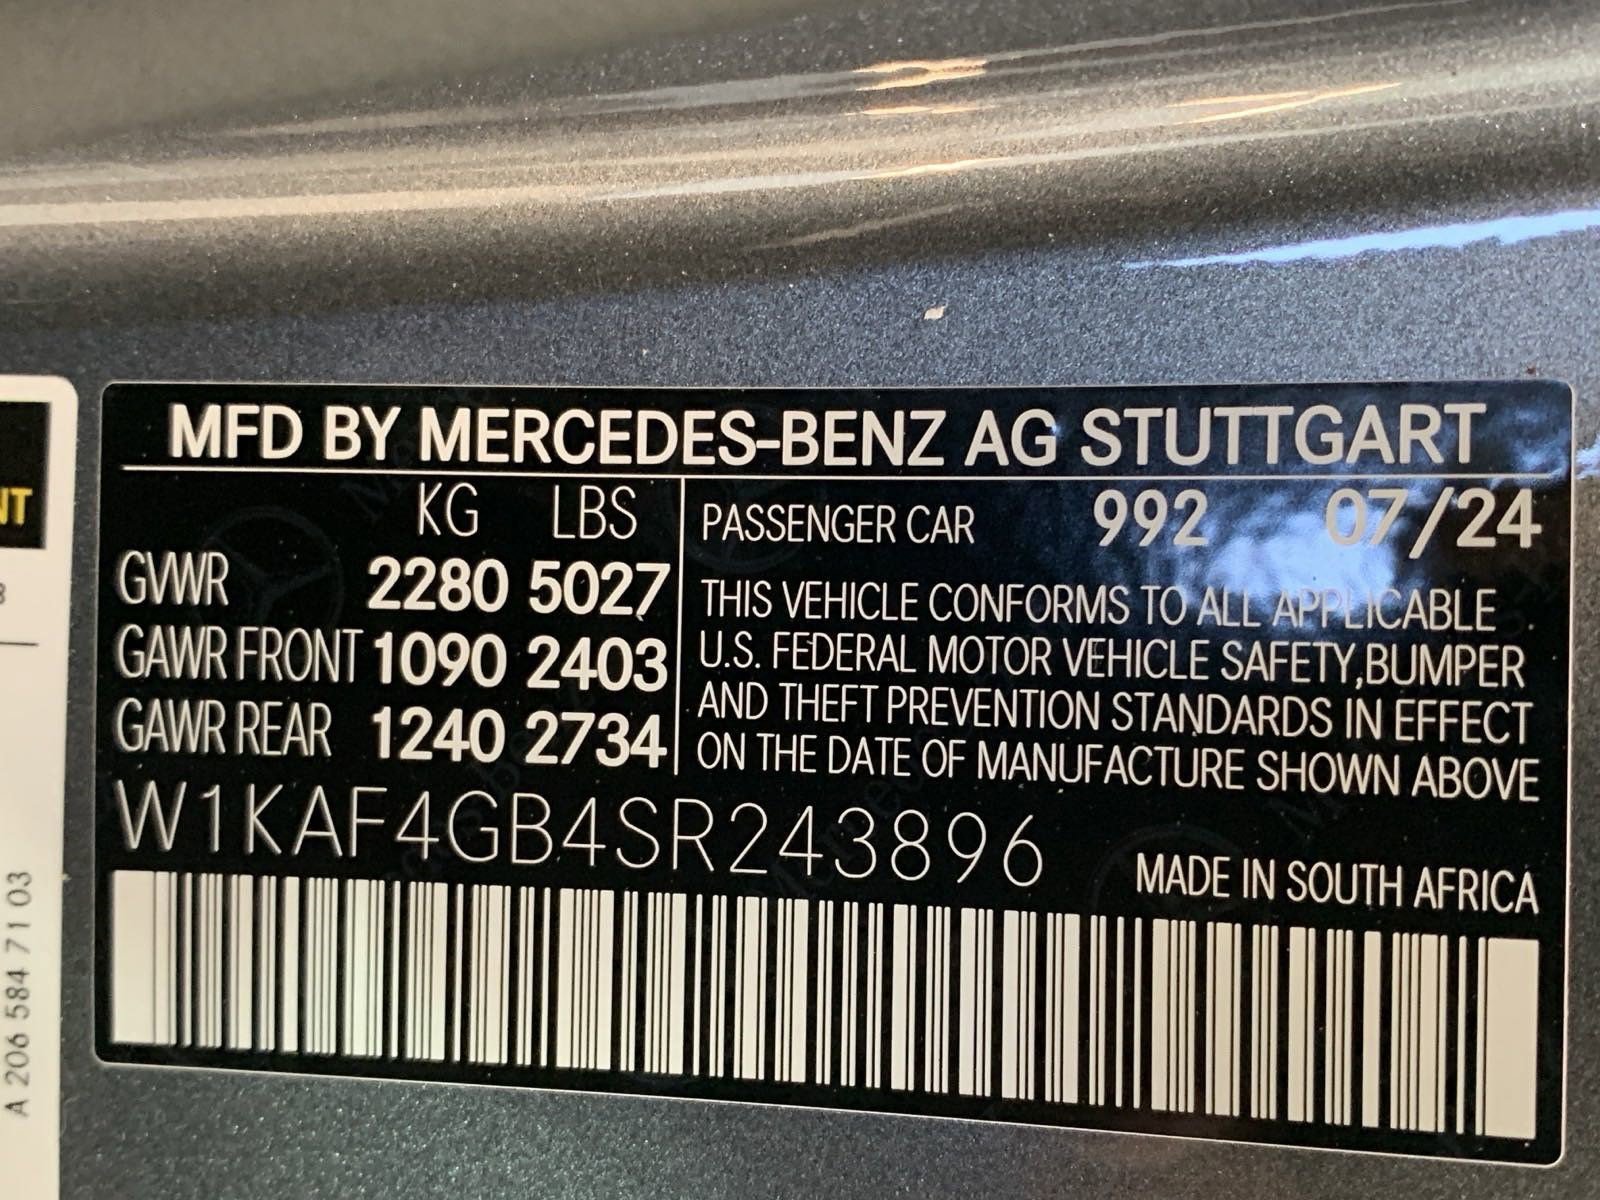 MFD BY MERCEDES-BENZ AG STUTTGART
KG LBS
GVWR 2280 5027
GAWR FRONT 1090 2403
GAWR REAR 1240 2734
PASSENGER CAR 992 07/24
THIS VEHICLE CONFORMS TO ALL APPLICABLE
U.S. FEDERAL MOTOR VEHICLE SAFETY, BUMPER
AND THEFT PREVENTION STANDARDS IN EFFECT
ON THE DATE OF MANUFACTURE SHOWN ABOVE
W1KAF4GB4SR243896
MADE IN SOUTH AFRICA
NT
A 206 584 71 03